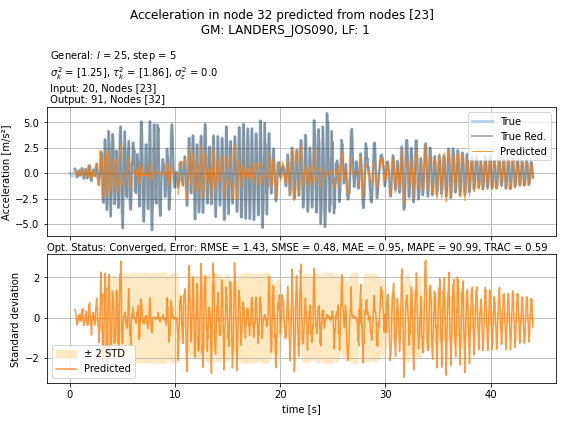 Acceleration in node 32 predicted from nodes [23]
GM: LANDERS_JOS090, LF: 1
General: l = 25, step = 5
σ²ₖ = [1.25], τ²ₖ = [1.86], σ²ε = 0.0
Input: 20, Nodes [23]
Output: 91, Nodes [32]
Acceleration [m/s²]
5.0
2.5
0.0
−2.5
−5.0
True
True Red.
Predicted
Opt. Status: Converged, Error: RMSE = 1.43, SMSE = 0.48, MAE = 0.95, MAPE = 90.99, TRAC = 0.59
Standard deviation
2
0
−2
± 2 STD
Predicted
0 10 20 30 40
time [s]